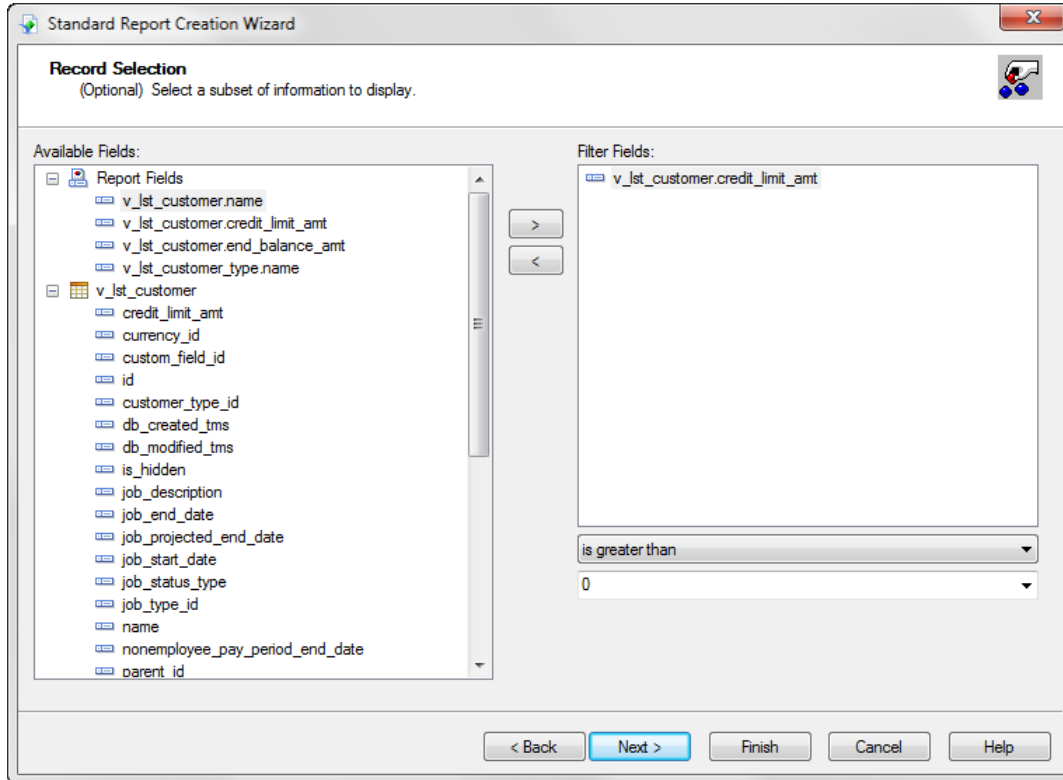 Standard Report Creation Wizard
Record Selection
(Optional) Select a subset of information to display.
Available Fields:
Report Fields
v_lst_customer.name
v_lst_customer.credit_limit_amt
v_lst_customer.end_balance_amt
v_lst_customer_type.name
v_lst_customer
credit_limit_amt
currency_id
custom_field_id
id
customer_type_id
db_created_tms
db_modified_tms
is_hidden
job_description
job_end_date
job_projected_end_date
job_start_date
job_status_type
job_type_id
name
nonemployee_pay_period_end_date
parent_id
>
<
Filter Fields:
v_lst_customer.credit_limit_amt
is greater than
0
< Back
Next >
Finish
Cancel
Help